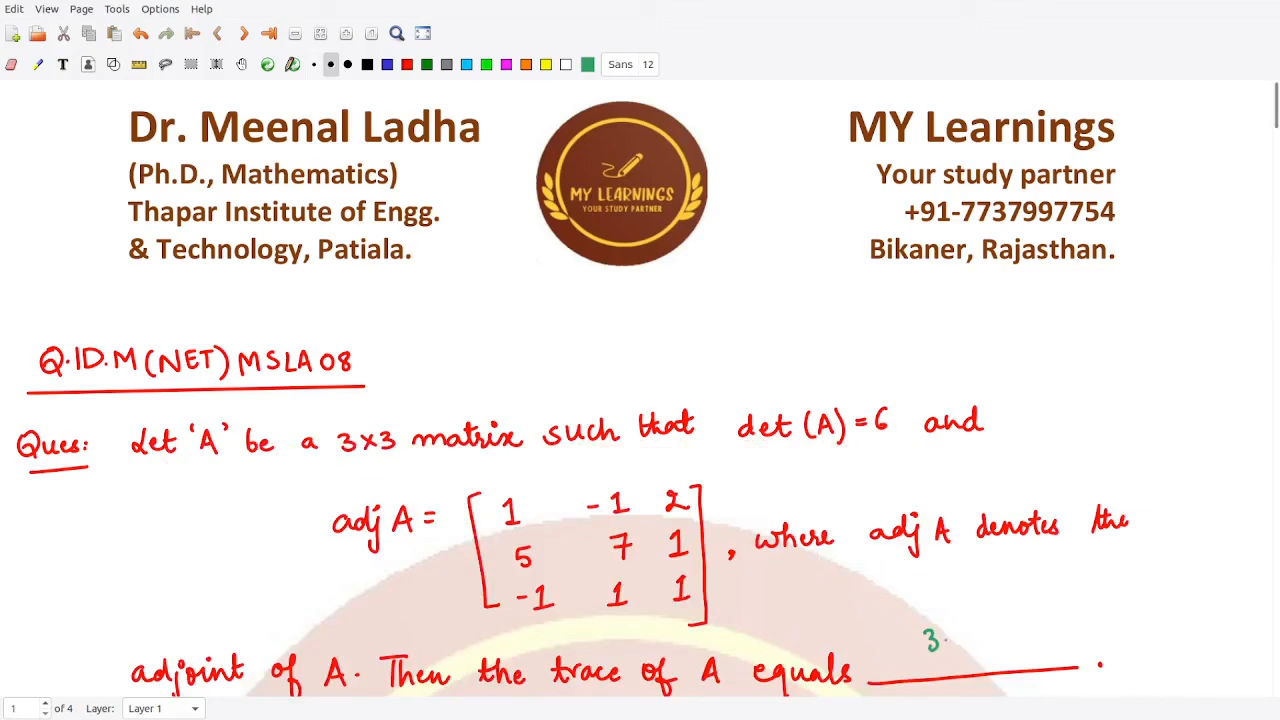 Edit View Page Tools Options Help
Sans 12
Dr. Meenal Ladha
(Ph.D., Mathematics)
Thapar Institute of Engg.
& Technology, Patiala.
MY LEARNINGS
YOUR STUDY PARTNER
MY Learnings
Your study partner
+91-7737997754
Bikaner, Rajasthan.
Q.ID.M(NET)MSLA08
Ques: Let 'A' be a 3×3 matrix such that det(A)=6 and
adj A = [ 1 -1 2
5 7 1
-1 1 1 ] , where adj A denotes the
3.
adjoint of A. Then the trace of A equals ______ .
1 of 4 Layer: Layer 1